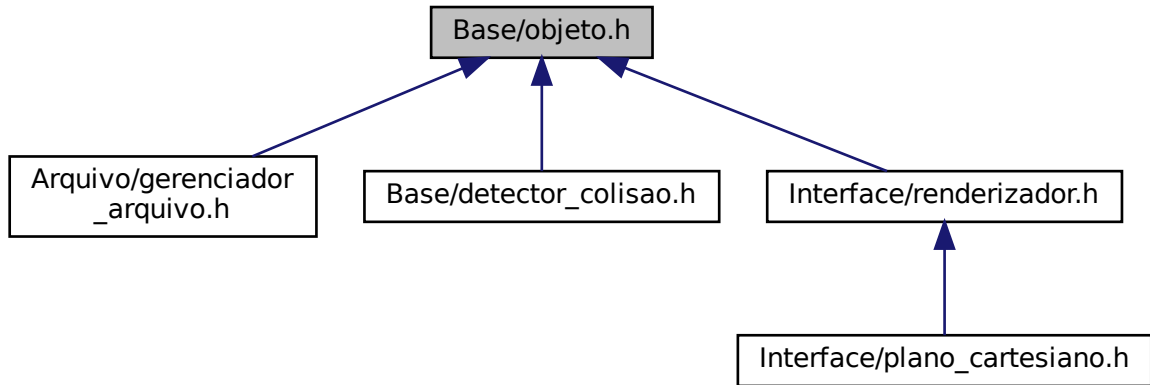 Base/objeto.h
Arquivo/gerenciador
_arquivo.h
Base/detector_colisao.h
Interface/renderizador.h
Interface/plano_cartesiano.h